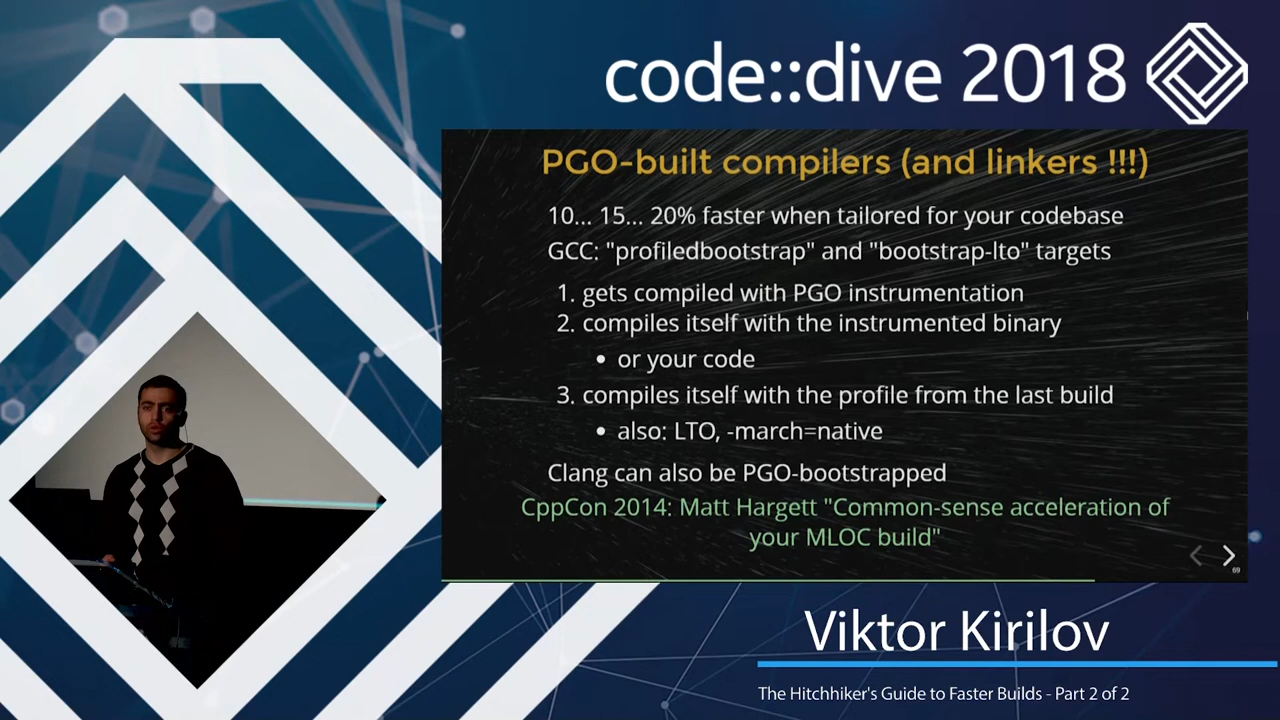 code::dive 2018
PGO-built compilers (and linkers !!!)
10... 15... 20% faster when tailored for your codebase
GCC: "profiledbootstrap" and "bootstrap-lto" targets
1. gets compiled with PGO instrumentation
2. compiles itself with the instrumented binary
• or your code
3. compiles itself with the profile from the last build
• also: LTO, -march=native
Clang can also be PGO-bootstrapped
CppCon 2014: Matt Hargett "Common-sense acceleration of
your MLOC build"
69
Viktor Kirilov
The Hitchhiker's Guide to Faster Builds - Part 2 of 2